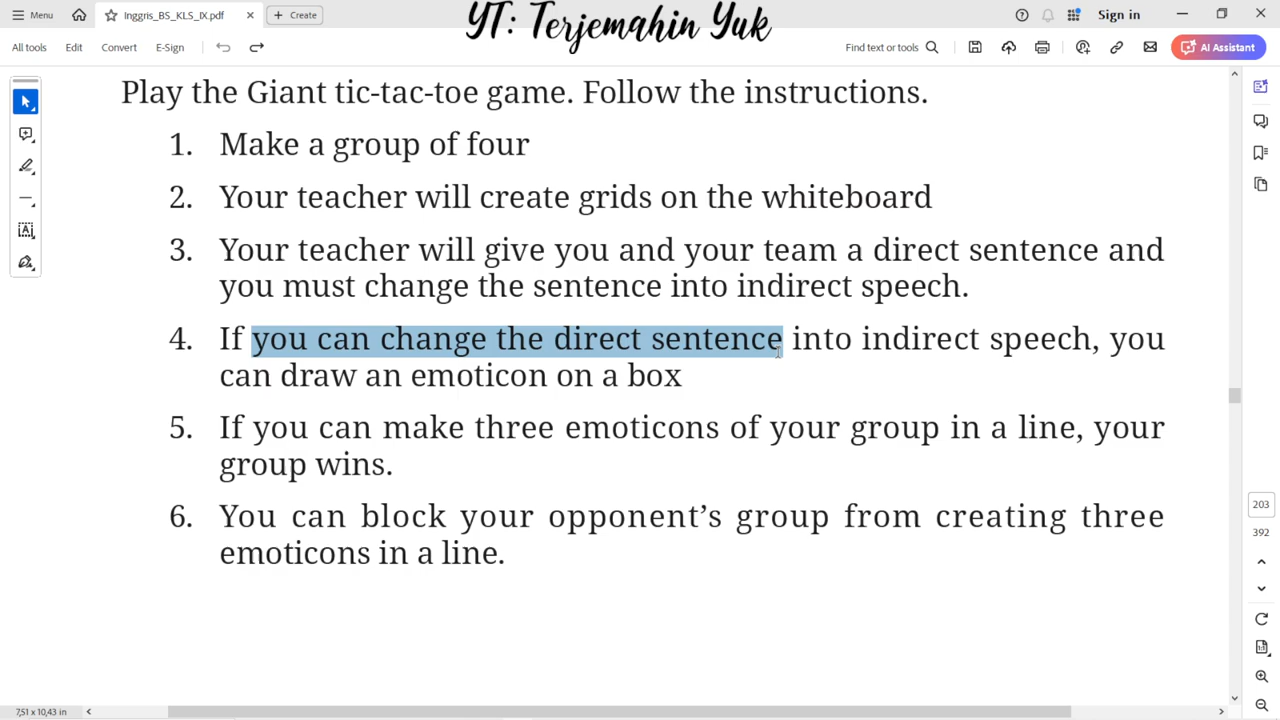 Menu
Inggris_BS_KLS_IX.pdf
Create
YT: Terjemahin Yuk
Sign in
All tools
Edit
Convert
E-Sign
Find text or tools
AI Assistant
Play the Giant tic-tac-toe game. Follow the instructions.
1. Make a group of four
2. Your teacher will create grids on the whiteboard
3. Your teacher will give you and your team a direct sentence and
you must change the sentence into indirect speech.
4. If you can change the direct sentence into indirect speech, you
can draw an emoticon on a box
5. If you can make three emoticons of your group in a line, your
group wins.
6. You can block your opponent’s group from creating three
emoticons in a line.
203
392
7,51 x 10,43 in